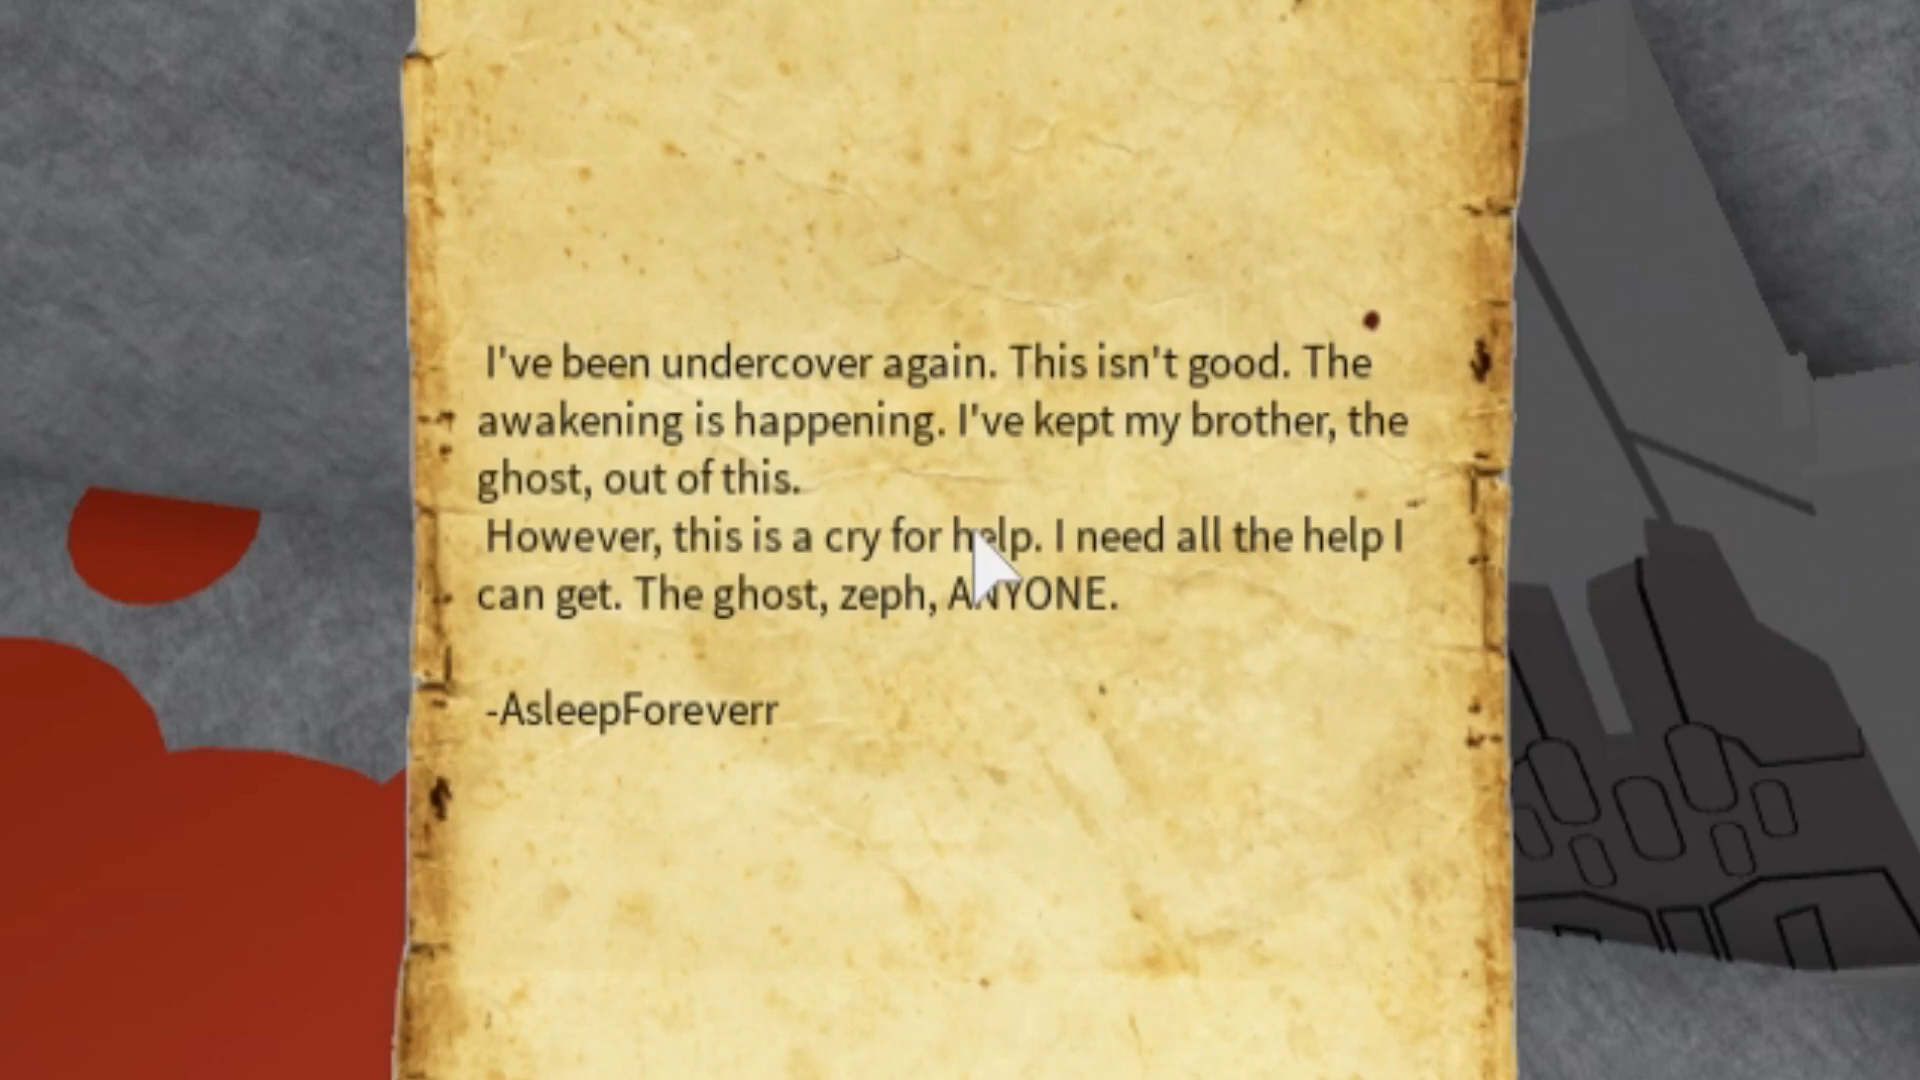 I've been undercover again. This isn't good. The
awakening is happening. I've kept my brother, the
ghost, out of this.
However, this is a cry for help. I need all the help I
can get. The ghost, zeph, ANYONE.
-AsleepForeverr